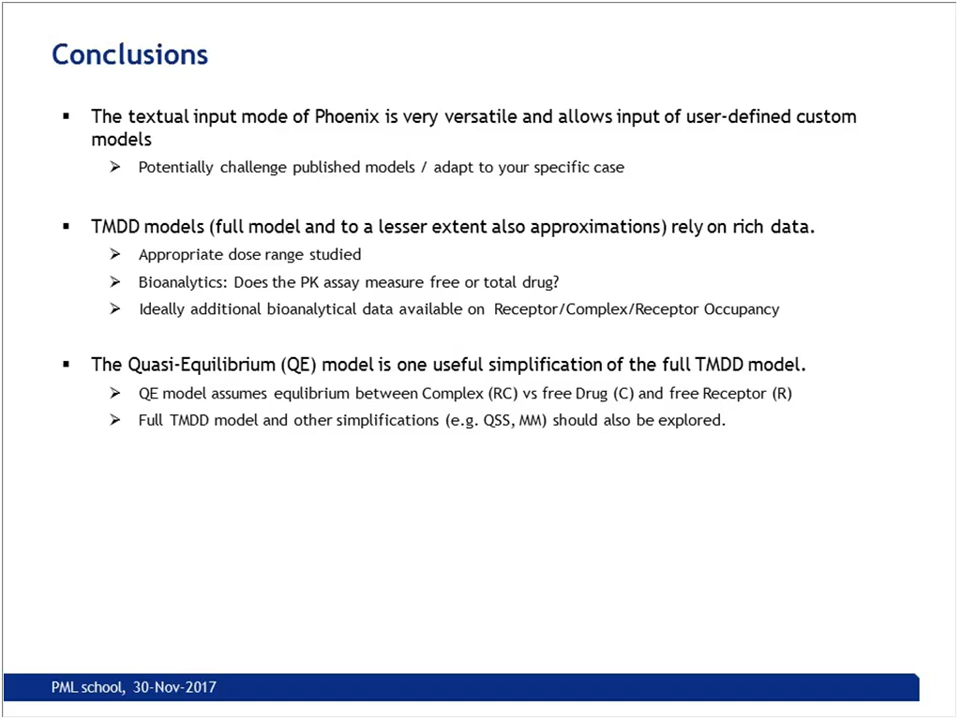 Conclusions
▪ The textual input mode of Phoenix is very versatile and allows input of user-defined custom
models
➢ Potentially challenge published models / adapt to your specific case
▪ TMDD models (full model and to a lesser extent also approximations) rely on rich data.
➢ Appropriate dose range studied
➢ Bioanalytics: Does the PK assay measure free or total drug?
➢ Ideally additional bioanalytical data available on Receptor/Complex/Receptor Occupancy
▪ The Quasi-Equilibrium (QE) model is one useful simplification of the full TMDD model.
➢ QE model assumes equlibrium between Complex (RC) vs free Drug (C) and free Receptor (R)
➢ Full TMDD model and other simplifications (e.g. QSS, MM) should also be explored.
PML school, 30-Nov-2017